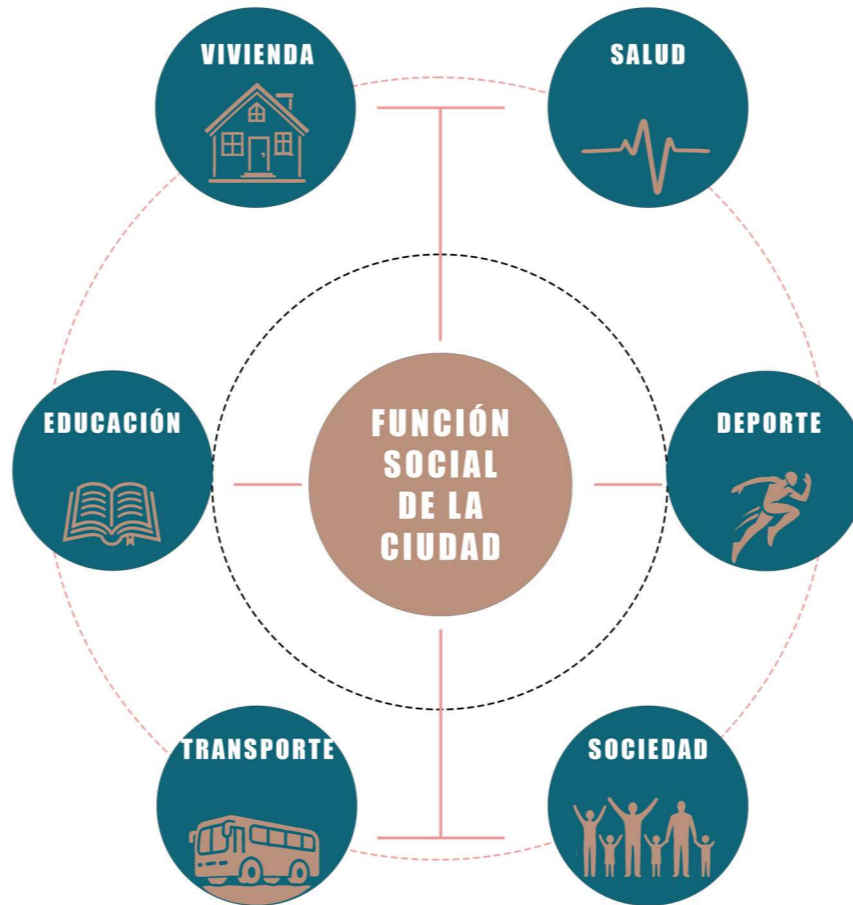 VIVIENDA
SALUD
EDUCACIÓN
FUNCIÓN
SOCIAL
DE LA
CIUDAD
DEPORTE
TRANSPORTE
SOCIEDAD